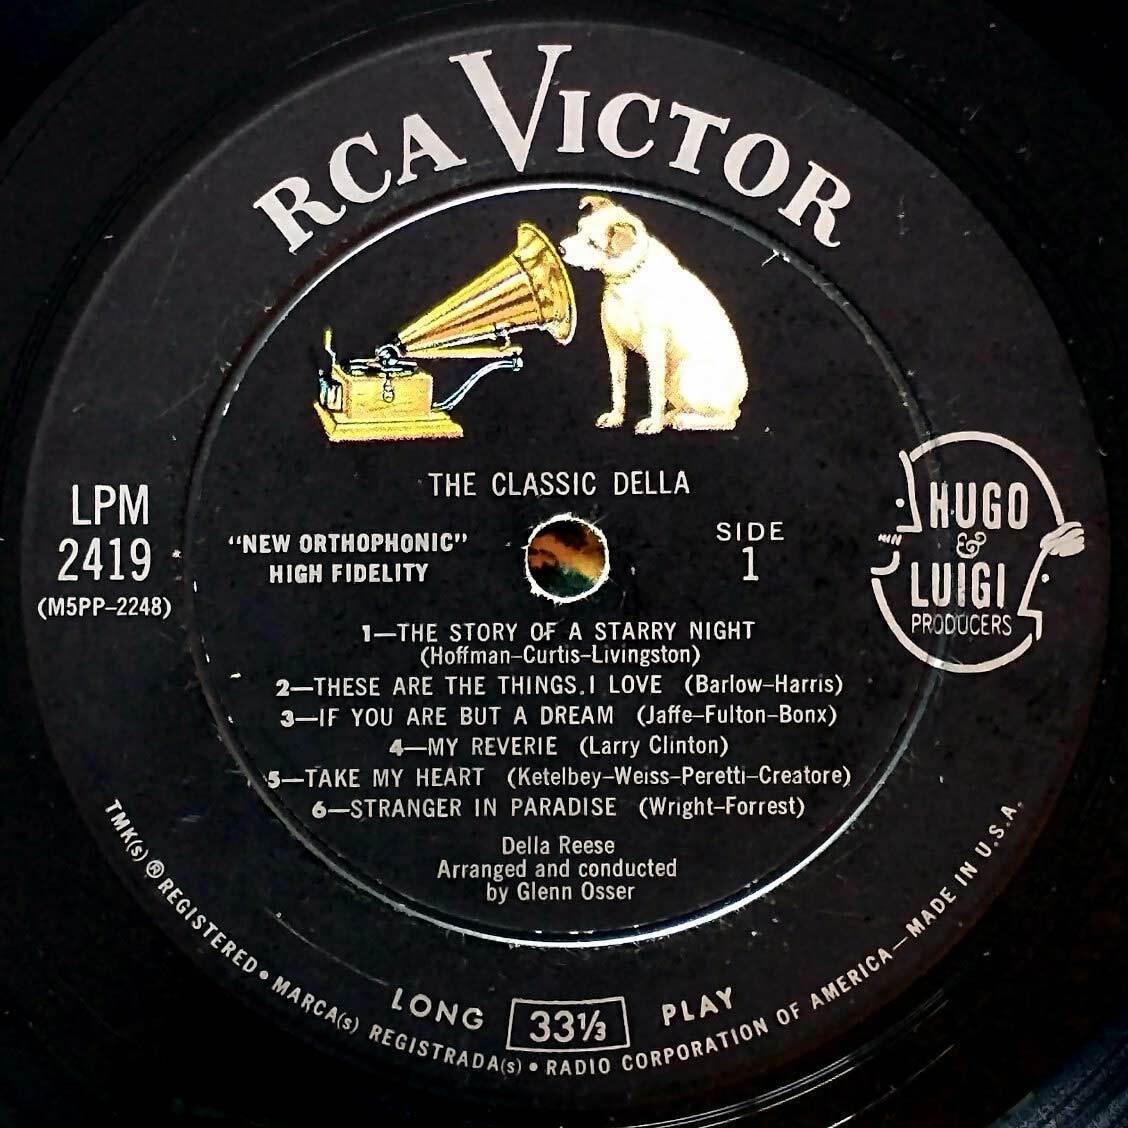 RCA VICTOR
THE CLASSIC DELLA
LPM
2419
(M5PP–2248)
"NEW ORTHOPHONIC"
HIGH FIDELITY
SIDE
1
HUGO
&
LUIGI
PRODUCERS
1—THE STORY OF A STARRY NIGHT
(Hoffman–Curtis–Livingston)
2—THESE ARE THE THINGS I LOVE (Barlow–Harris)
3—IF YOU ARE BUT A DREAM (Jaffe–Fulton–Bonx)
4—MY REVERIE (Larry Clinton)
5—TAKE MY HEART (Ketelbey–Weiss–Peretti–Creatore)
6—STRANGER IN PARADISE (Wright–Forrest)
Della Reese
Arranged and conducted
by Glenn Osser
LONG 33⅓ PLAY
TMK(s) ® REGISTERED • MARCA(s) REGISTRADA(s) • RADIO CORPORATION OF AMERICA—MADE IN U.S.A.